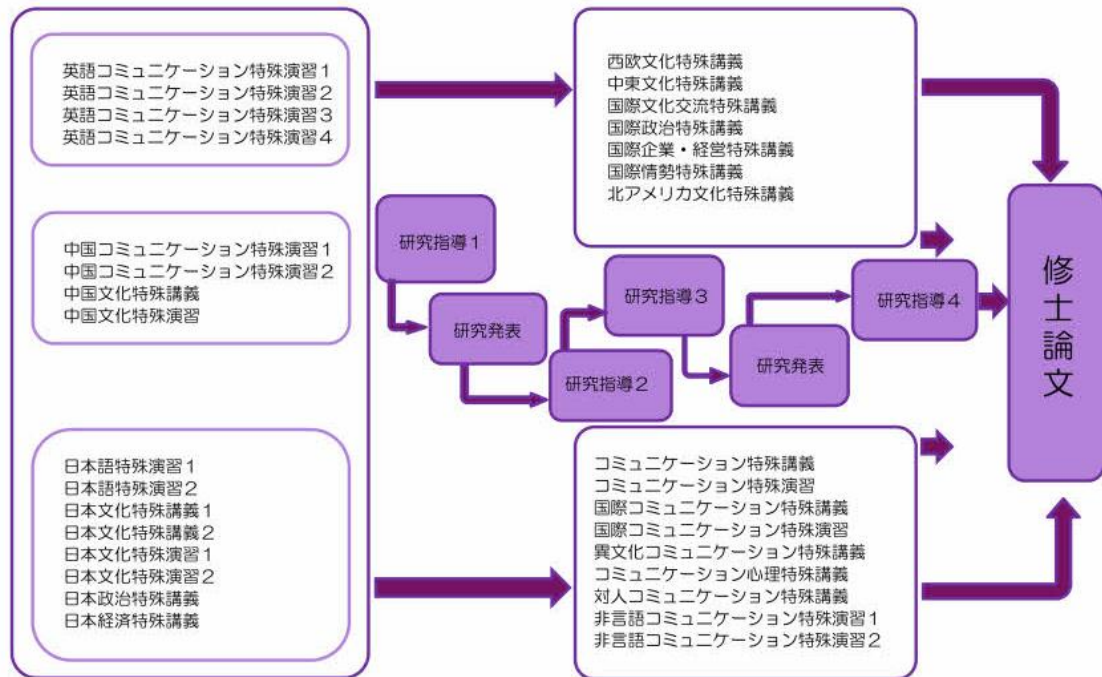 英語コミュニケーション特殊演習1
英語コミュニケーション特殊演習2
英語コミュニケーション特殊演習3
英語コミュニケーション特殊演習4
中国コミュニケーション特殊演習1
中国コミュニケーション特殊演習2
中国文化特殊講義
中国文化特殊演習
日本語特殊演習1
日本語特殊演習2
日本文化特殊講義1
日本文化特殊講義2
日本文化特殊演習1
日本文化特殊演習2
日本政治特殊講義
日本経済特殊講義
西欧文化特殊講義
中東文化特殊講義
国際文化交流特殊講義
国際政治特殊講義
国際企業・経営特殊講義
国際情勢特殊講義
北アメリカ文化特殊講義
研究指導1
研究発表
研究指導2
研究指導3
研究発表
研究指導4
コミュニケーション特殊講義
コミュニケーション特殊演習
国際コミュニケーション特殊講義
国際コミュニケーション特殊演習
異文化コミュニケーション特殊講義
コミュニケーション心理特殊講義
対人コミュニケーション特殊講義
非言語コミュニケーション特殊演習1
非言語コミュニケーション特殊演習2
修士論文